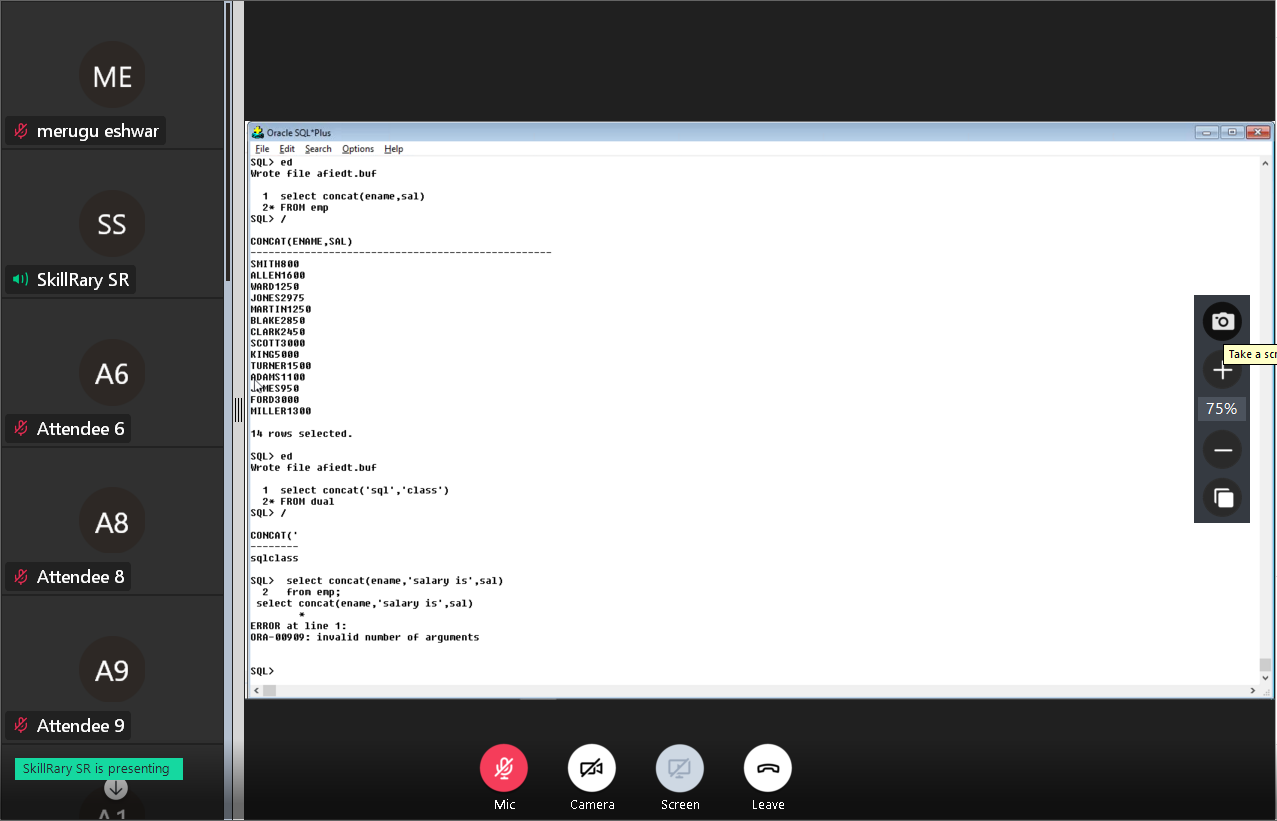 ME
merugu eshwar
SS
SkillRary SR
A6
Attendee 6
A8
Attendee 8
A9
Attendee 9
SkillRary SR is presenting
Oracle SQL*Plus
File Edit Search Options Help
SQL> ed
Wrote file afiedt.buf
1 select concat(ename,sal)
2* FROM emp
SQL> /
CONCAT(ENAME,SAL)
--------------------------------------------------
SMITH800
ALLEN1600
WARD1250
JONES2975
MARTIN1250
BLAKE2850
CLARK2450
SCOTT3000
KING5000
TURNER1500
ADAMS1100
JAMES950
FORD3000
MILLER1300
14 rows selected.
SQL> ed
Wrote file afiedt.buf
1 select concat('sql','class')
2* FROM dual
SQL> /
CONCAT('
--------
sqlclass
SQL> select concat(ename,'salary is',sal)
2 from emp;
select concat(ename,'salary is',sal)
*
ERROR at line 1:
ORA-00909: invalid number of arguments
SQL>
Take a
75%
Mic Camera Screen Leave